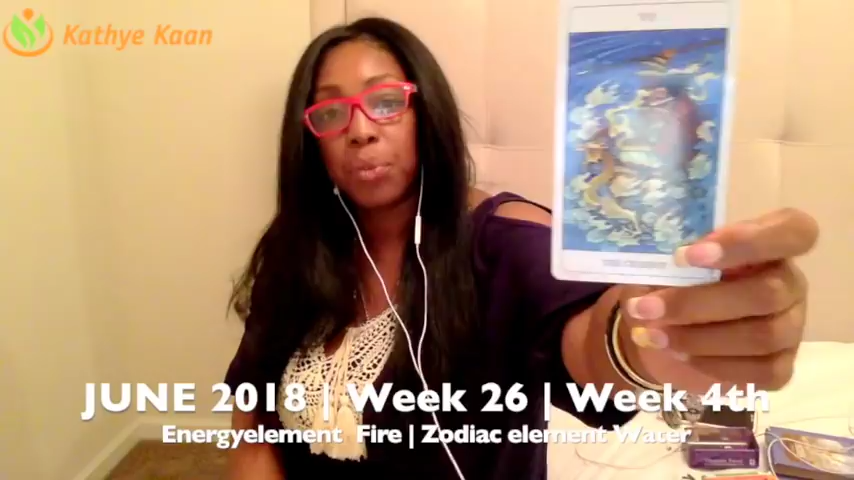 Kathye Kaan
JUNE 2018 | Week 26 | Week 4th
Energyelement Fire | Zodiac element Water